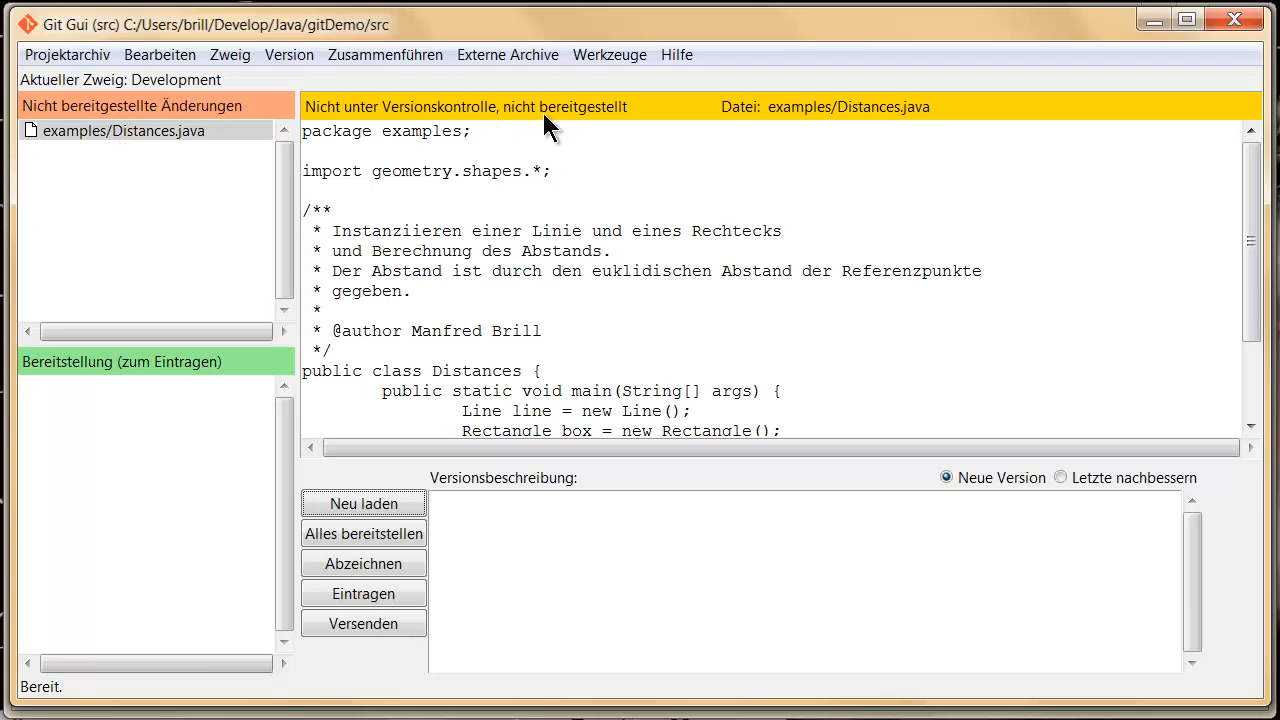 Git Gui (src) C:/Users/brill/Develop/Java/gitDemo/src
Projektarchiv Bearbeiten Zweig Version Zusammenführen Externe Archive Werkzeuge Hilfe
Aktueller Zweig: Development
Nicht bereitgestellte Änderungen
examples/Distances.java
Bereitstellung (zum Eintragen)
Nicht unter Versionskontrolle, nicht bereitgestellt Datei: examples/Distances.java
package examples;
import geometry.shapes.*;
/**
* Instanziieren einer Linie und eines Rechtecks
* und Berechnung des Abstands.
* Der Abstand ist durch den euklidischen Abstand der Referenzpunkte
* gegeben.
*
* @author Manfred Brill
*/
public class Distances {
public static void main(String[] args) {
Line line = new Line();
Rectangle box = new Rectangle();
Versionsbeschreibung: Neue Version Letzte nachbessern
Neu laden
Alles bereitstellen
Abzeichnen
Eintragen
Versenden
Bereit.